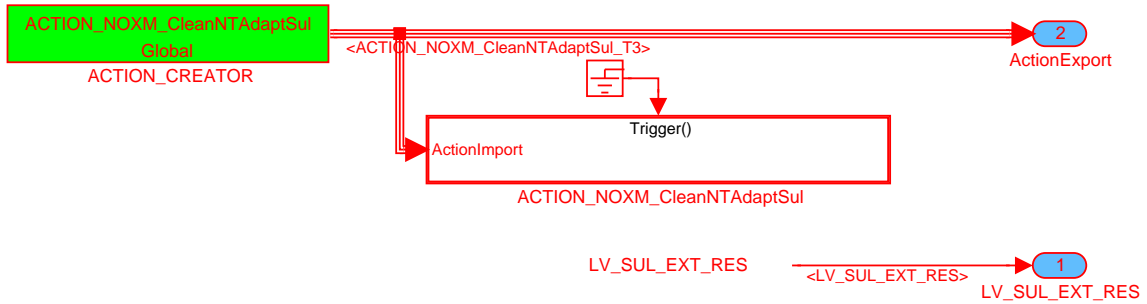 ACTION_NOXM_CleanNTAdaptSul
Global
ACTION_CREATOR
<ACTION_NOXM_CleanNTAdaptSul_T3>
2
ActionExport
Trigger()
ActionImport
ACTION_NOXM_CleanNTAdaptSul
LV_SUL_EXT_RES
<LV_SUL_EXT_RES>
1
LV_SUL_EXT_RES